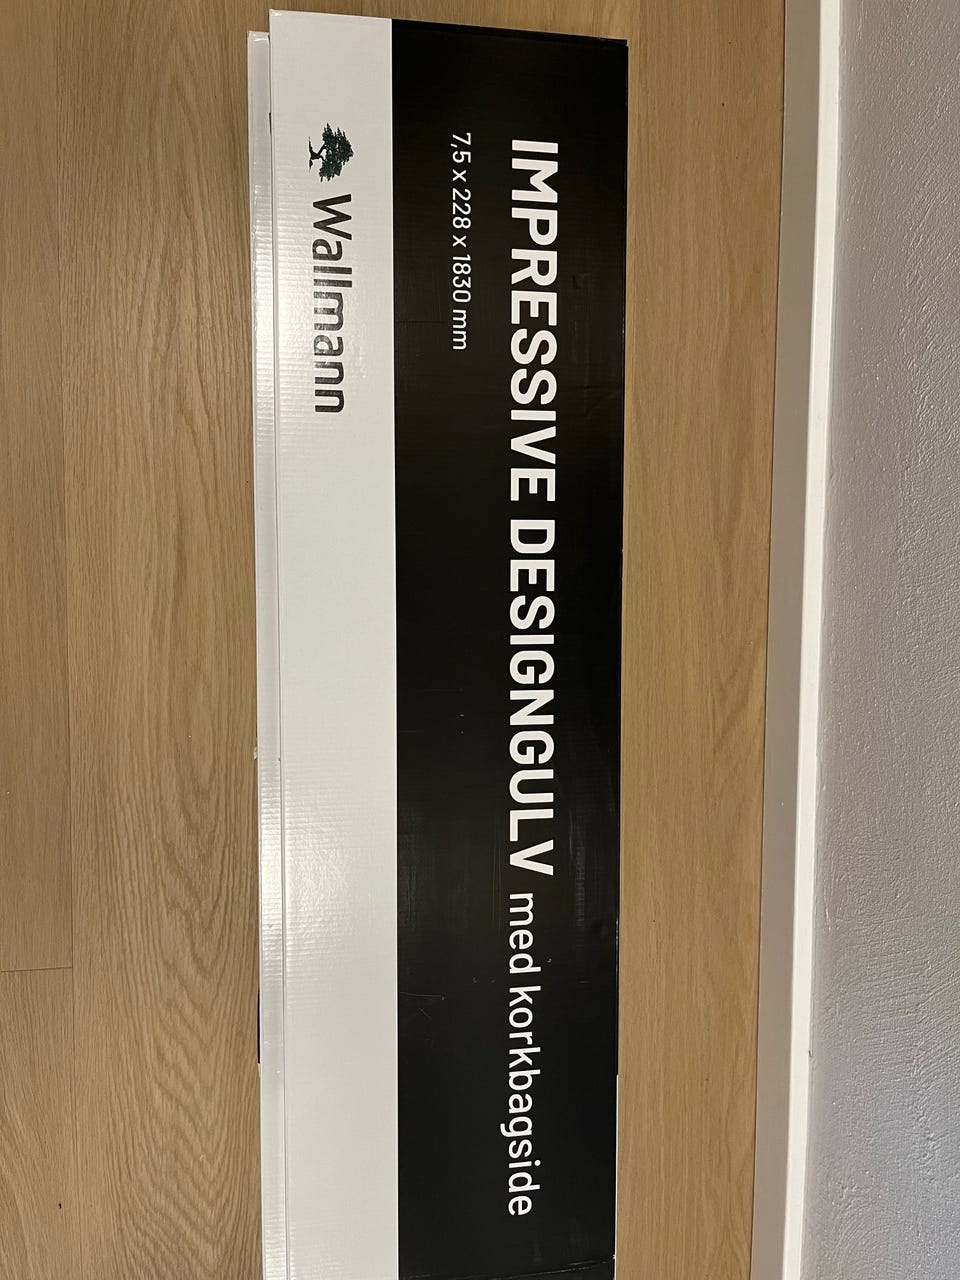 IMPRESSIVE DESIGNGULV med korkbagside
7,5 x 228 x 1830 mm
Wallmann